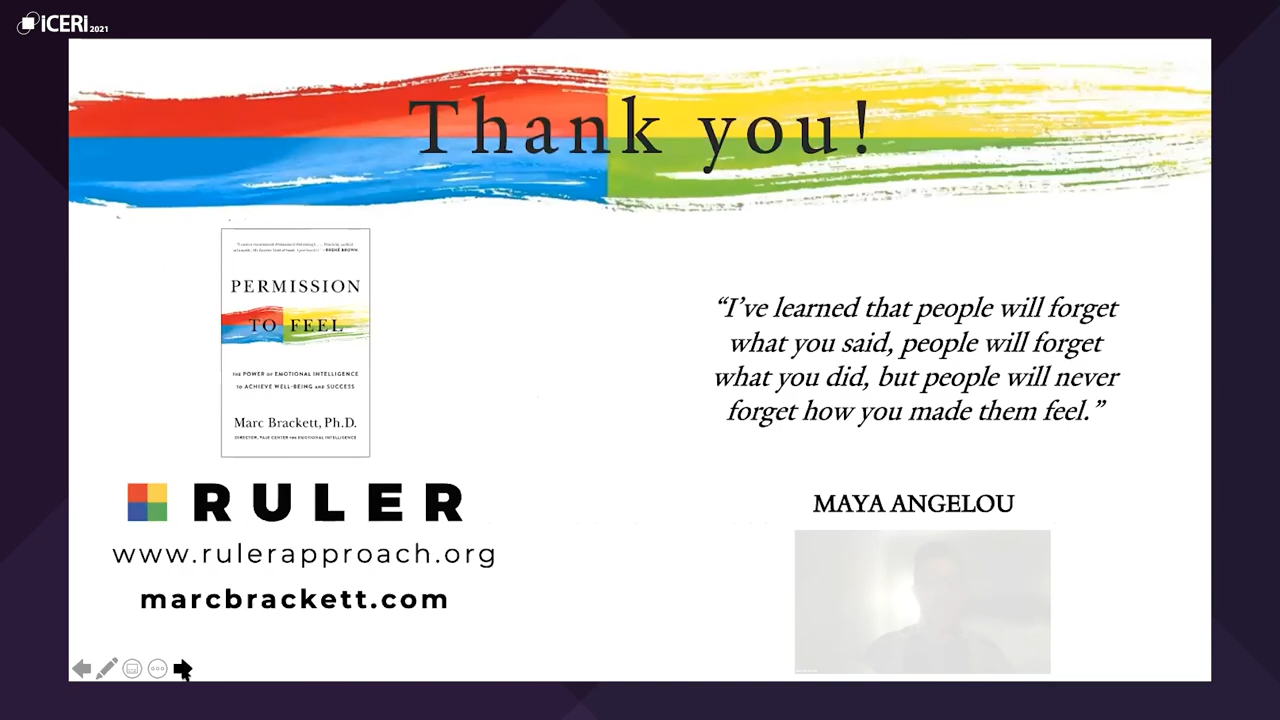 iCERi 2021
Thank you!
BRENÉ BROWN
PERMISSION
TO FEEL
THE POWER OF EMOTIONAL INTELLIGENCE
TO ACHIEVE WELL-BEING AND SUCCESS
Marc Brackett, Ph.D.
DIRECTOR, YALE CENTER FOR EMOTIONAL INTELLIGENCE
“I’ve learned that people will forget
what you said, people will forget
what you did, but people will never
forget how you made them feel.”
MAYA ANGELOU
RULER
www.rulerapproach.org
marcbrackett.com